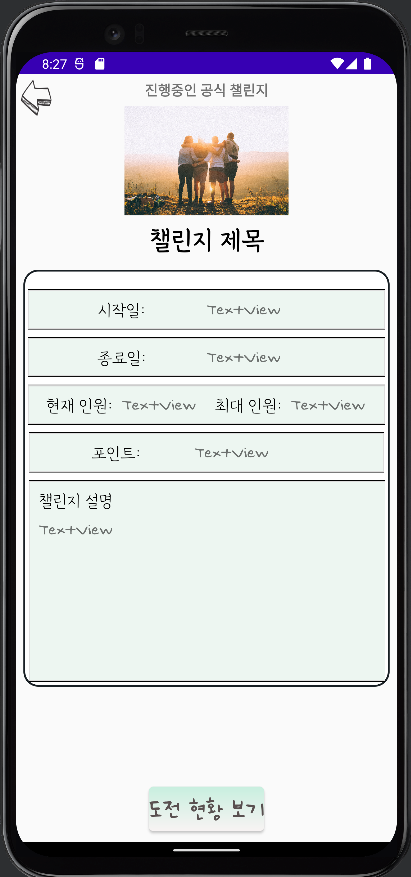 8:27
진행중인 공식 챌린지
챌린지 제목
시작일: TextView
종료일: TextView
현재 인원: TextView 최대 인원: TextView
포인트: TextView
챌린지 설명
TextView
도전 현황 보기